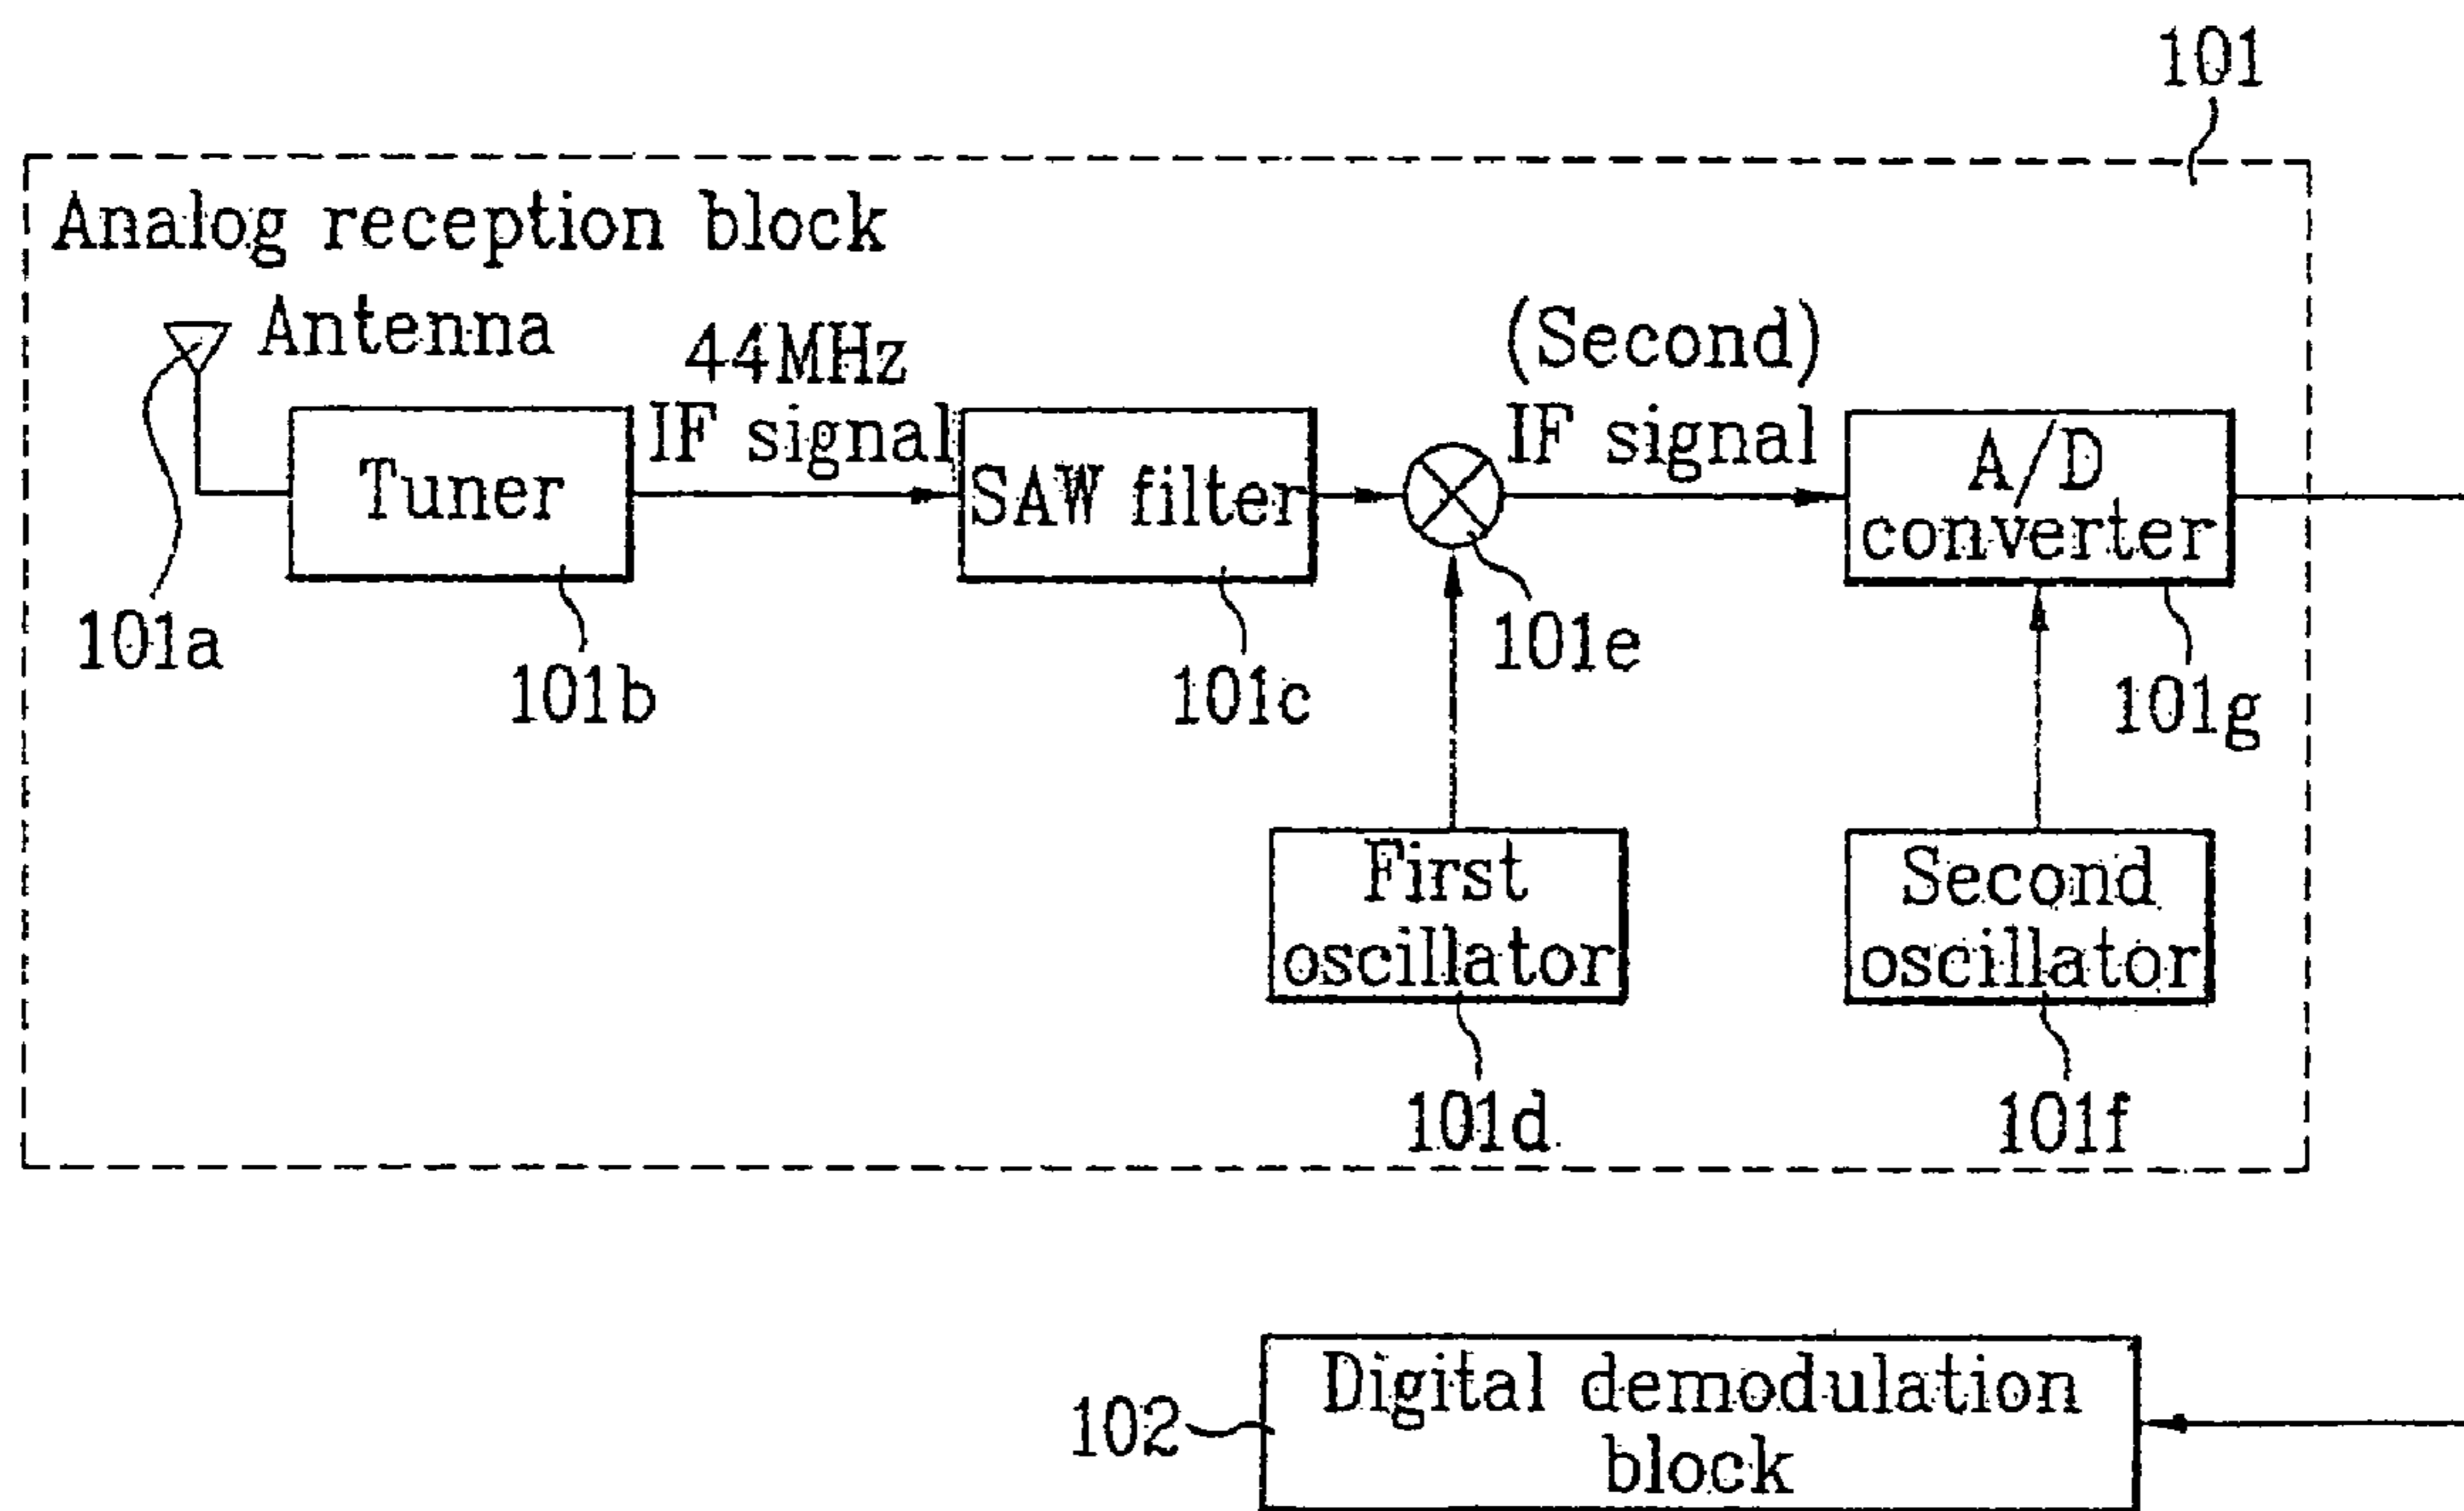 101
Analog reception block
Antenna
44MHz
IF signal
(Second)
IF signal
Tuner
SAW filter
A/D
converter
101a
101b
101c
101e
101g
First
oscillator
Second
oscillator
101d
101f
102
Digital demodulation
block